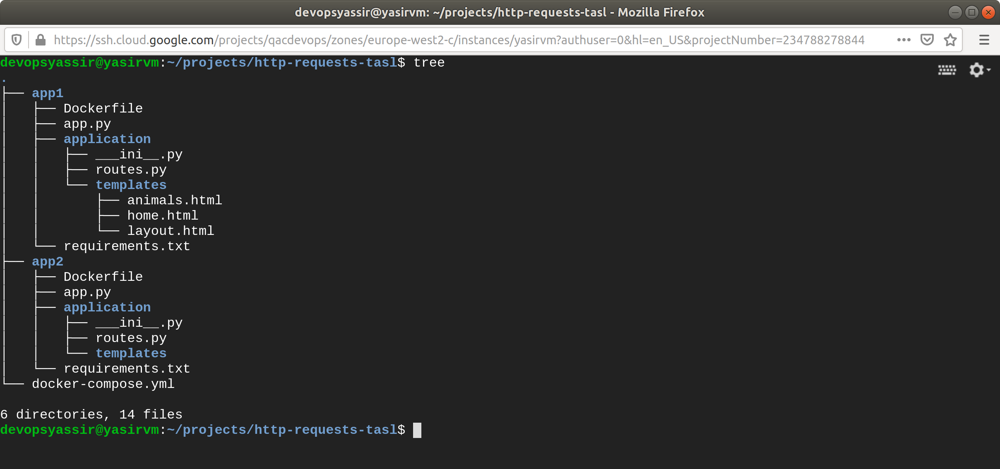 devopsyassir@yasirvm: ~/projects/http-requests-tasl - Mozilla Firefox
https://ssh.cloud.google.com/projects/qacdevops/zones/europe-west2-c/instances/yasirvm?authuser=0&hl=en_US&projectNumber=234788278844
devopsyassir@yasirvm:~/projects/http-requests-tasl$ tree
.
├── app1
│   ├── Dockerfile
│   ├── app.py
│   ├── application
│   │   ├── ___ini__.py
│   │   ├── routes.py
│   │   └── templates
│   │       ├── animals.html
│   │       ├── home.html
│   │       └── layout.html
│   └── requirements.txt
├── app2
│   ├── Dockerfile
│   ├── app.py
│   ├── application
│   │   ├── ___ini__.py
│   │   ├── routes.py
│   │   └── templates
│   └── requirements.txt
└── docker-compose.yml
6 directories, 14 files
devopsyassir@yasirvm:~/projects/http-requests-tasl$